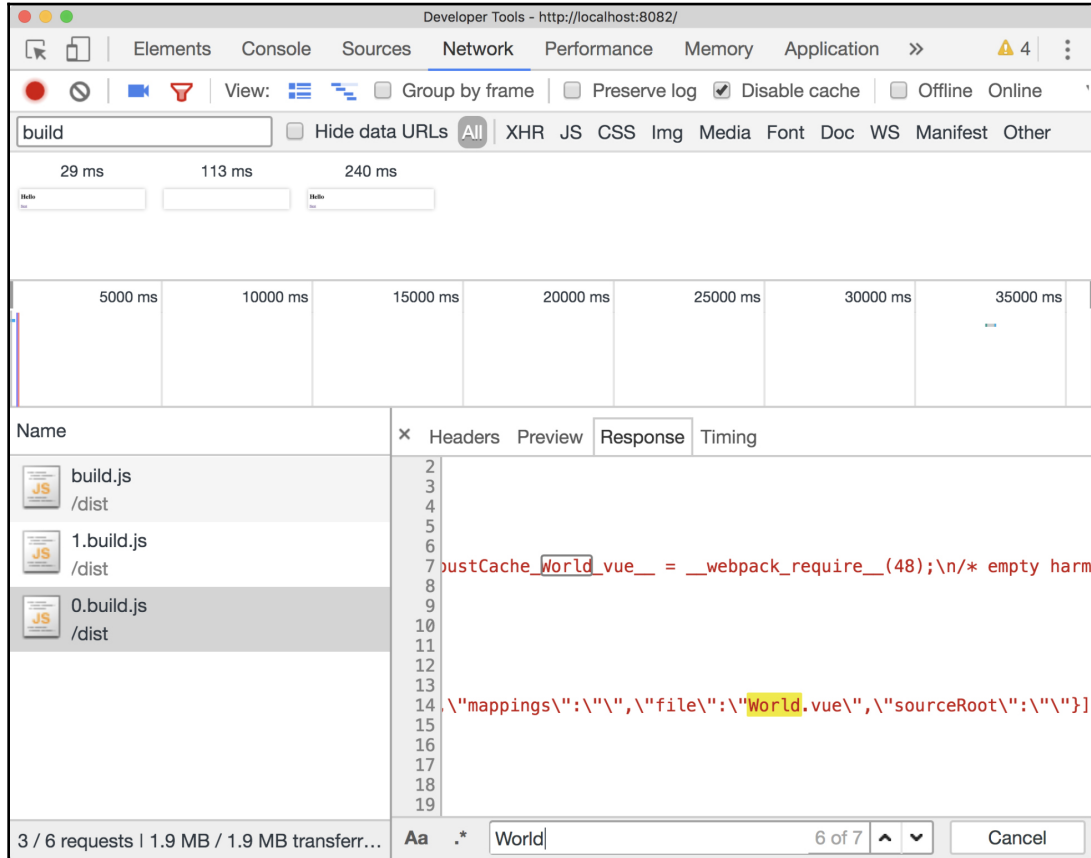 Developer Tools - http://localhost:8082/
Elements Console Sources Network Performance Memory Application » 4
View: Group by frame Preserve log Disable cache Offline Online
build Hide data URLs All XHR JS CSS Img Media Font Doc WS Manifest Other
29 ms 113 ms 240 ms
Hello Hello
5000 ms 10000 ms 15000 ms 20000 ms 25000 ms 30000 ms 35000 ms
Name
× Headers Preview Response Timing
JS build.js
/dist
JS 1.build.js
/dist
JS 0.build.js
/dist
2
3
4
5
6
7 bustCache_World_vue__ = __webpack_require__(48);\n/* empty harm
8
9
10
11
12
13
14 ,\"mappings\":\"\",\"file\":\"World.vue\",\"sourceRoot\":\"\"}]
15
16
17
18
19
3 / 6 requests | 1.9 MB / 1.9 MB transferr...
Aa .* World 6 of 7 Cancel